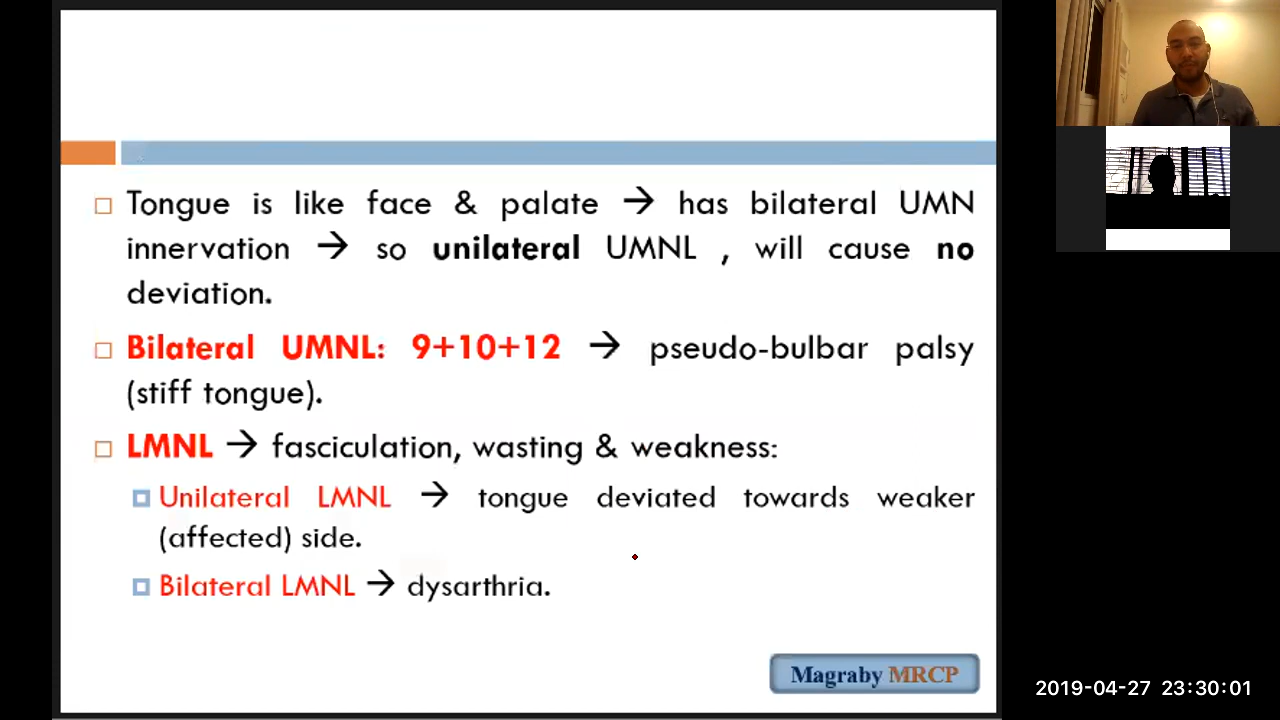 Tongue is like face & palate → has bilateral UMN
innervation → so unilateral UMNL , will cause no
deviation.
Bilateral UMNL: 9+10+12 → pseudo-bulbar palsy
(stiff tongue).
LMNL → fasciculation, wasting & weakness:
Unilateral LMNL → tongue deviated towards weaker
(affected) side.
Bilateral LMNL → dysarthria.
Magraby MRCP
2019-04-27 23:30:01